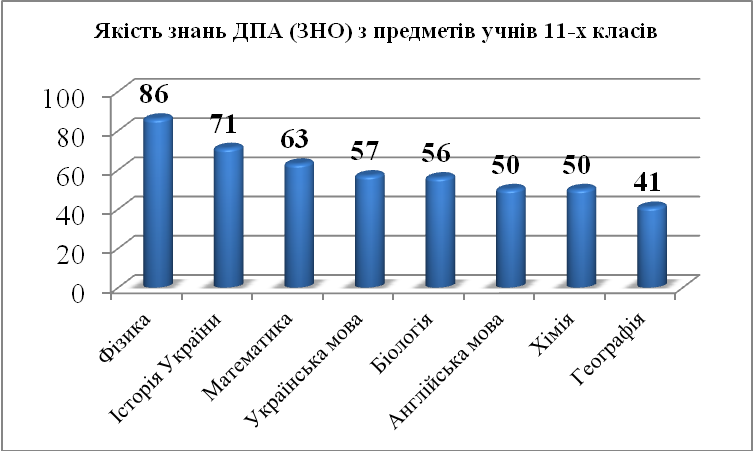 Якість знань ДПА (ЗНО) з предметів учнів 11-х класів
100
80
60
40
20
0
86
71
63
57
56
50
50
41
Фізика
Історія України
Математика
Українська мова
Біологія
Англійська мова
Хімія
Географія